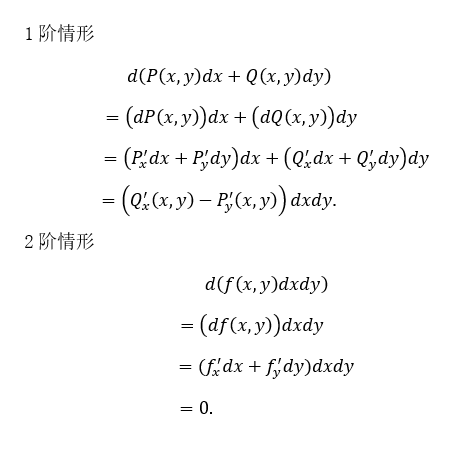 1 阶情形
d(P(x,y)dx + Q(x,y)dy)
= (dP(x,y))dx + (dQ(x,y))dy
= (P′ₓdx + P′ᵧdy)dx + (Q′ₓdx + Q′ᵧdy)dy
= (Q′ₓ(x,y) − P′ᵧ(x,y)) dxdy.
2 阶情形
d(f(x,y)dxdy)
= (df(x,y))dxdy
= (f′ₓdx + f′ᵧdy)dxdy
= 0.